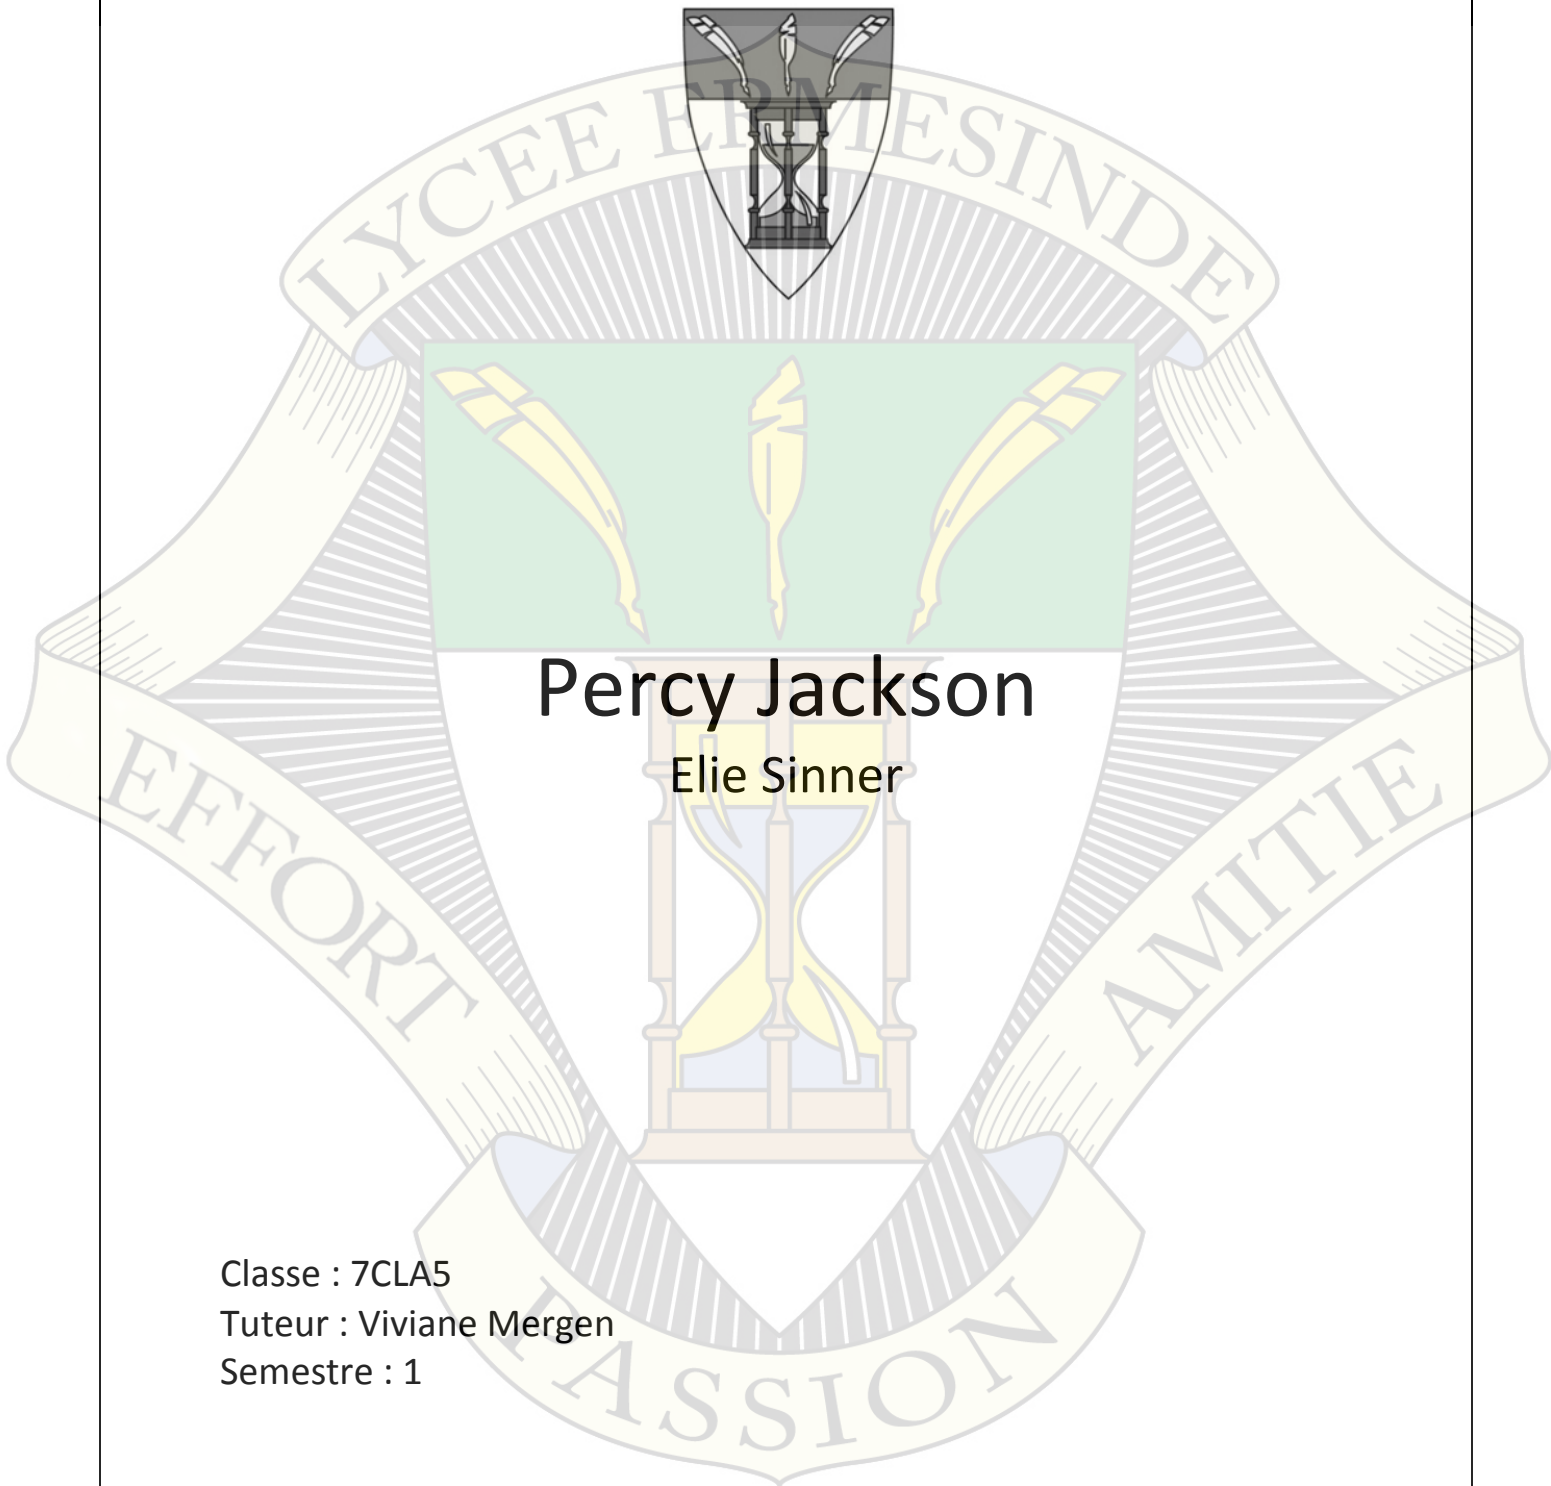 LYCEE ERMESINDE
Percy Jackson
Elie Sinner
EFFORT
AMITIE
Classe : 7CLA5
Tuteur : Viviane Mergen
Semestre : 1
PASSION